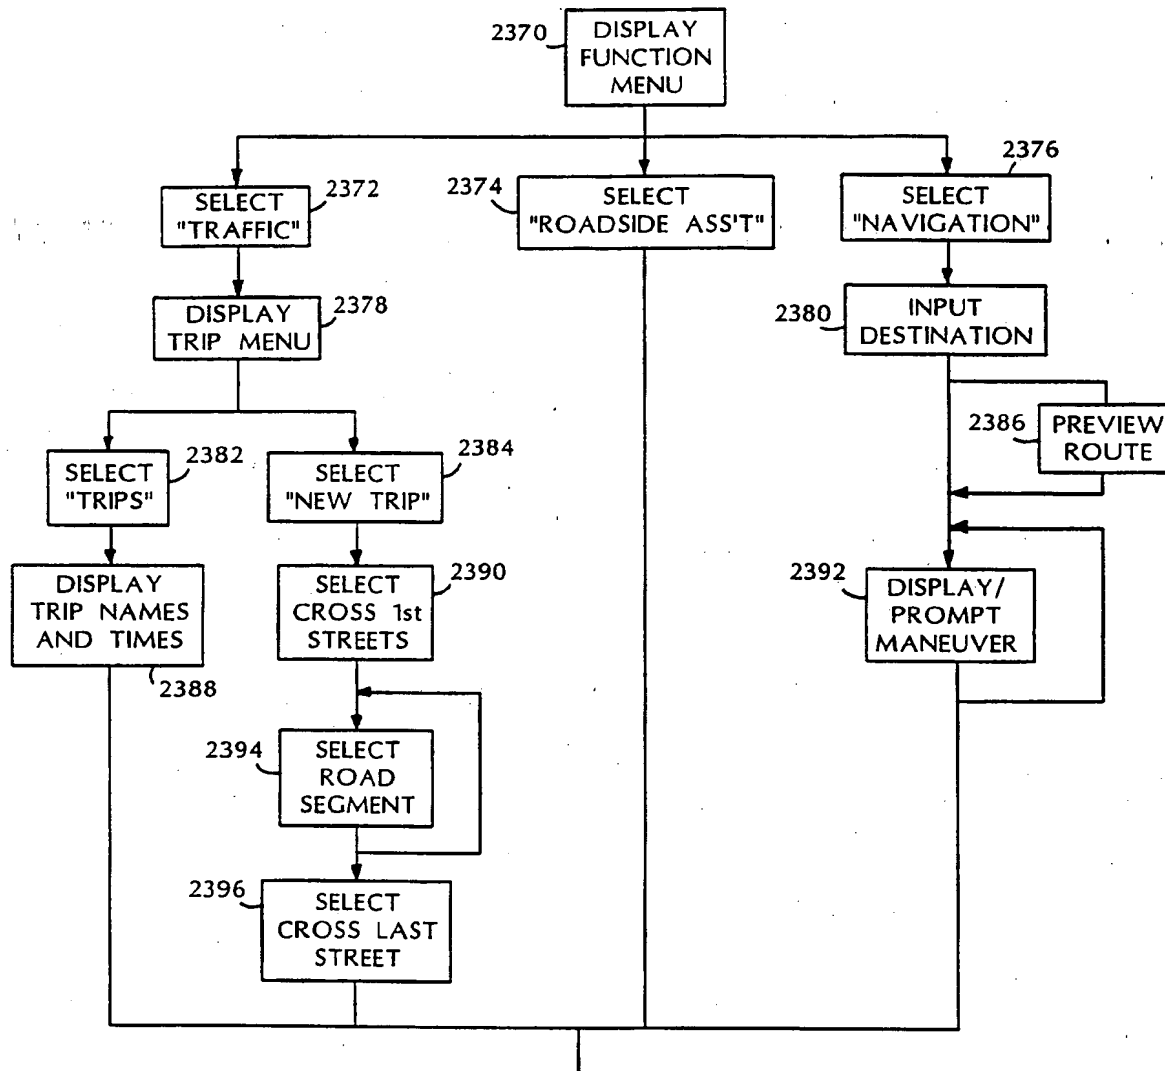 2370
DISPLAY
FUNCTION
MENU
2372
SELECT
"TRAFFIC"
2374
SELECT
"ROADSIDE ASS'T"
2376
SELECT
"NAVIGATION"
2378
DISPLAY
TRIP MENU
2380
INPUT
DESTINATION
2382
SELECT
"TRIPS"
2384
SELECT
"NEW TRIP"
2386
PREVIEW
ROUTE
DISPLAY
TRIP NAMES
AND TIMES
2388
2390
SELECT
CROSS 1st
STREETS
2392
DISPLAY/
PROMPT
MANEUVER
2394
SELECT
ROAD
SEGMENT
2396
SELECT
CROSS LAST
STREET